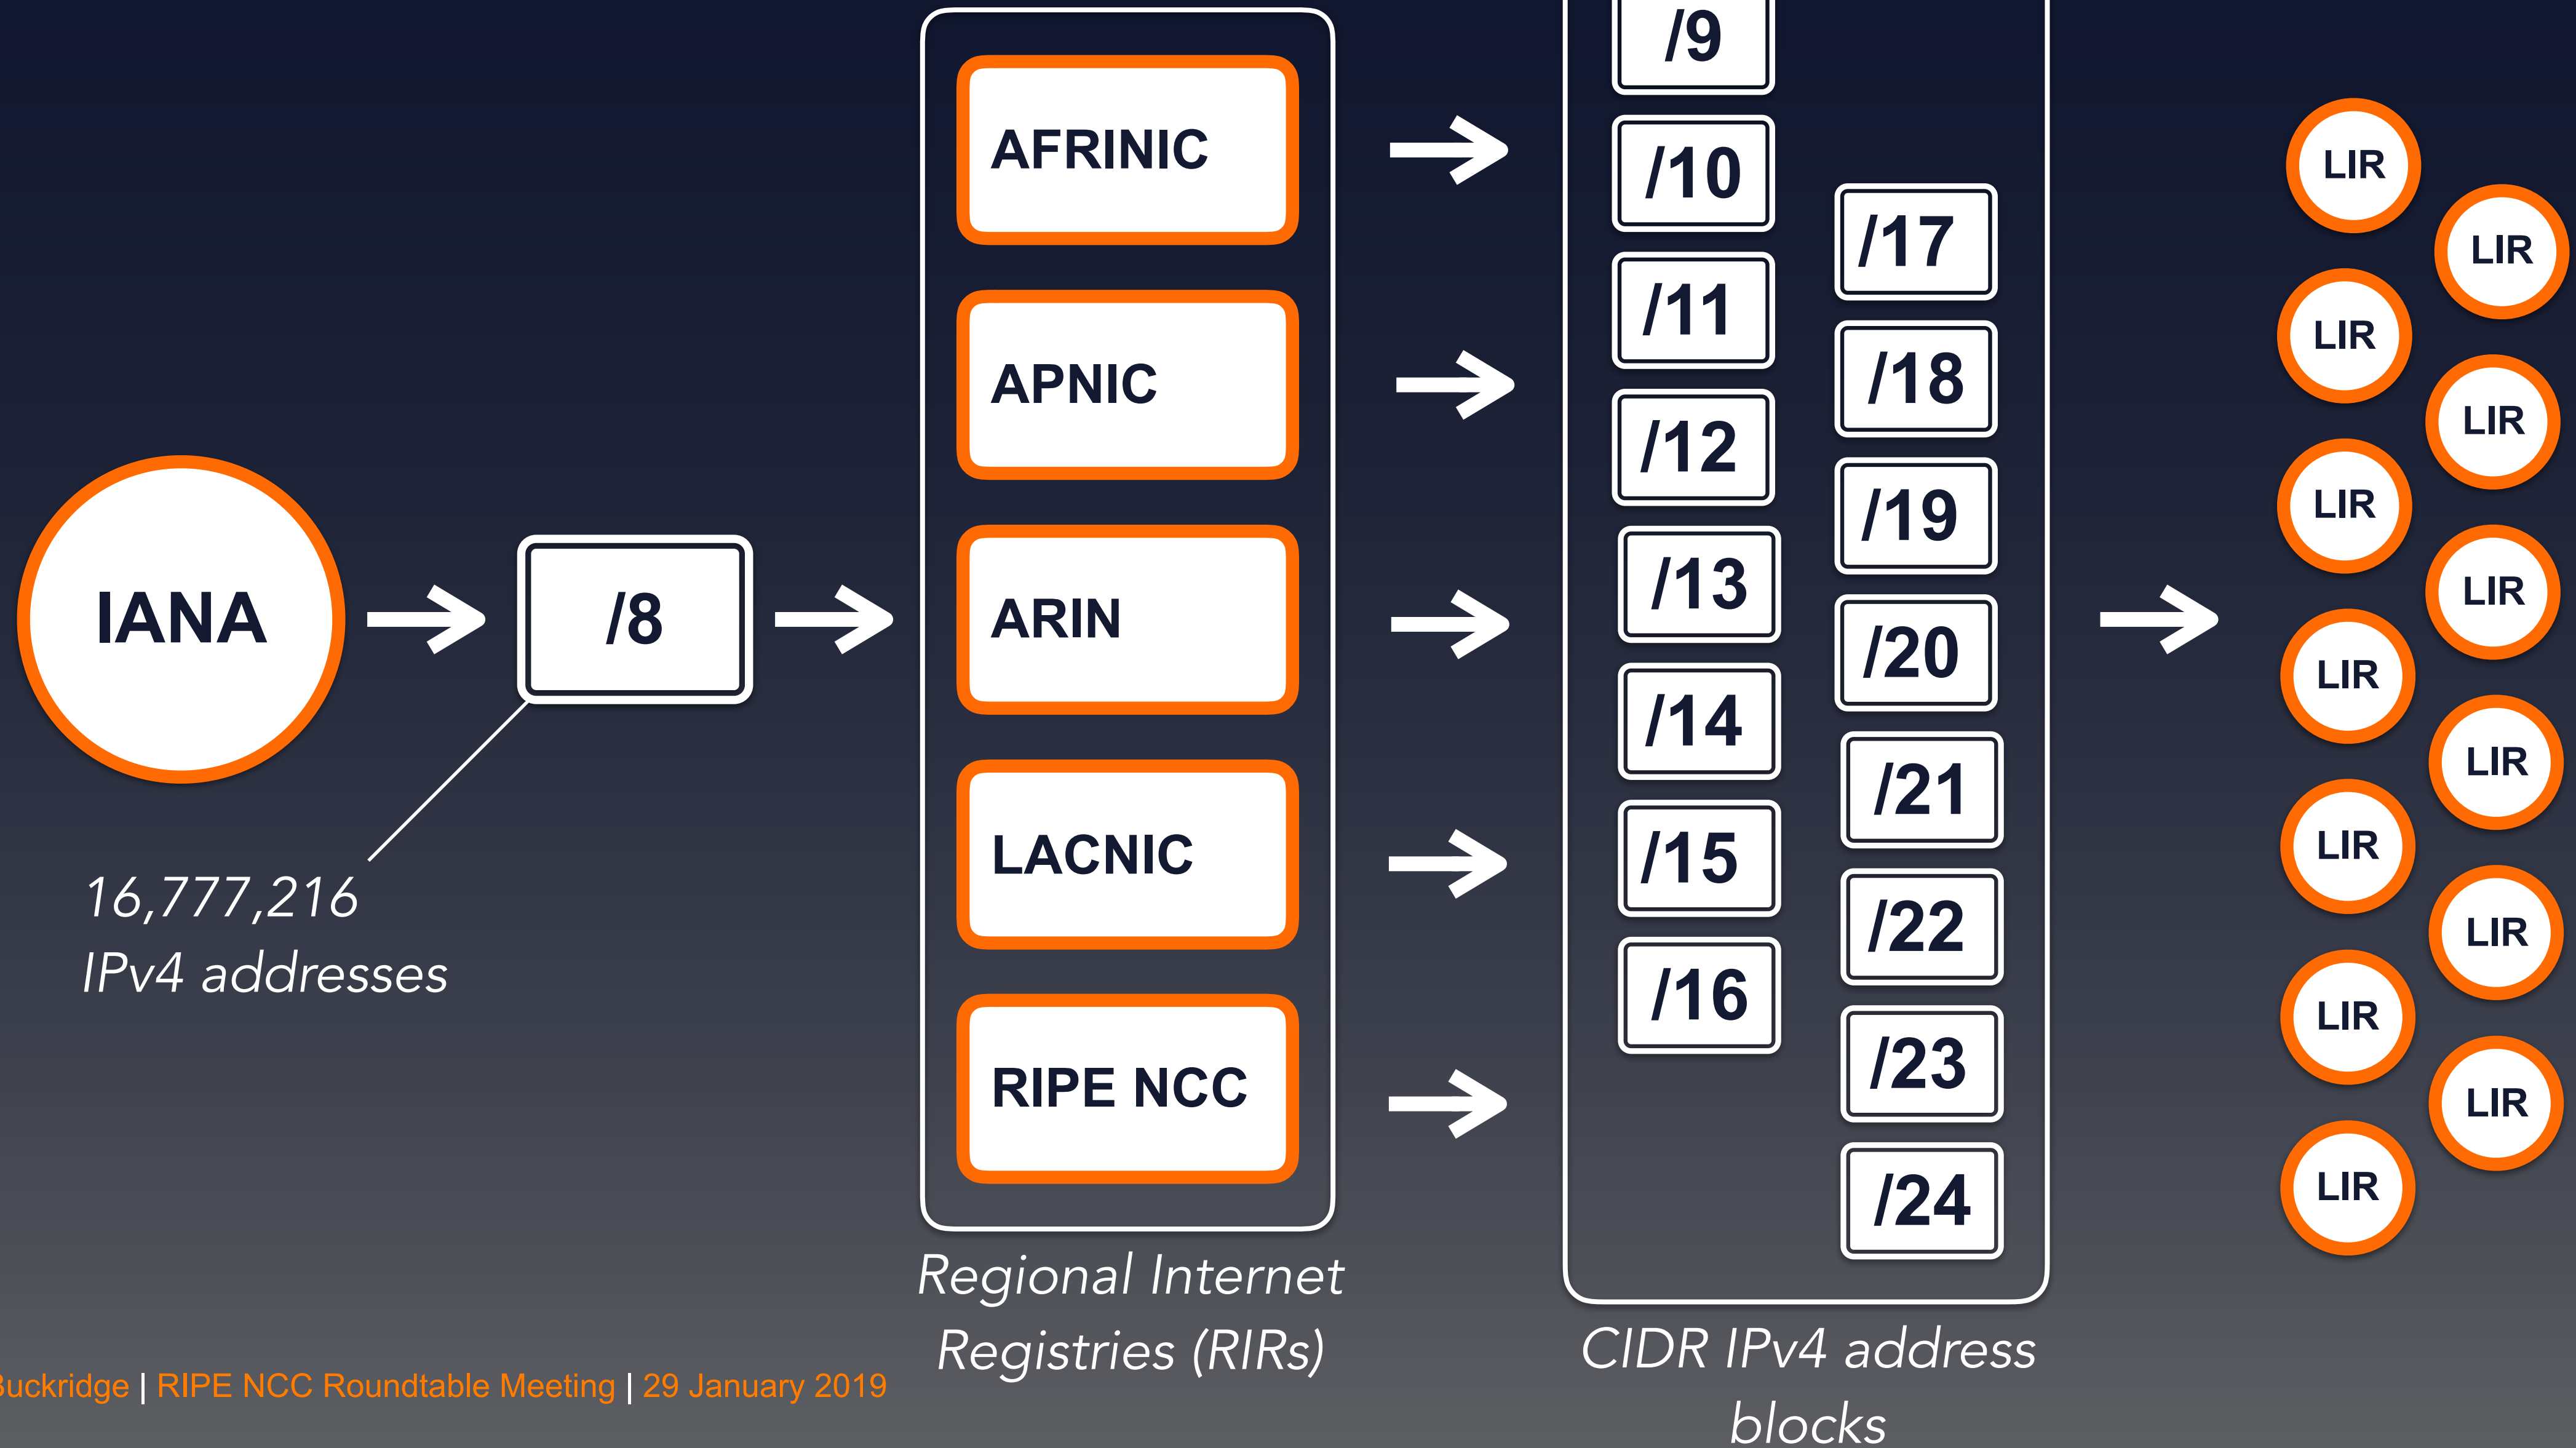 IANA
/8
16,777,216
IPv4 addresses
AFRINIC
APNIC
ARIN
LACNIC
RIPE NCC
Regional Internet
Registries (RIRs)
/9
/10
/11
/12
/13
/14
/15
/16
/17
/18
/19
/20
/21
/22
/23
/24
CIDR IPv4 address
blocks
LIR
LIR
LIR
LIR
LIR
LIR
LIR
LIR
LIR
LIR
LIR
LIR
LIR
Buckridge | RIPE NCC Roundtable Meeting | 29 January 2019